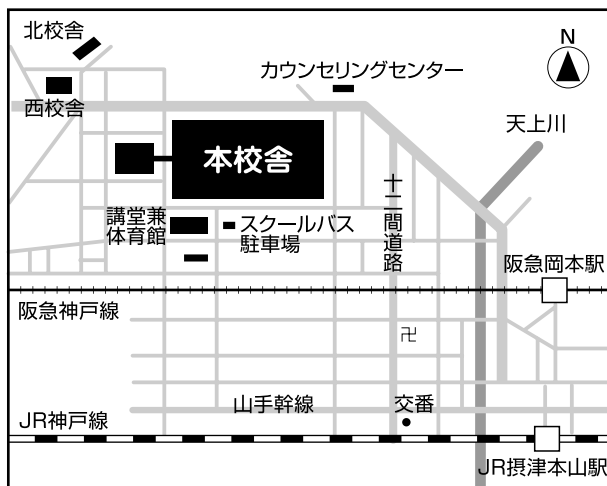 北校舎
N
カウンセリングセンター
西校舎
天上川
本校舎
十二間道路
講堂兼
体育館
スクールバス
駐車場
阪急岡本駅
阪急神戸線
卍
山手幹線
交番
JR神戸線
JR摂津本山駅